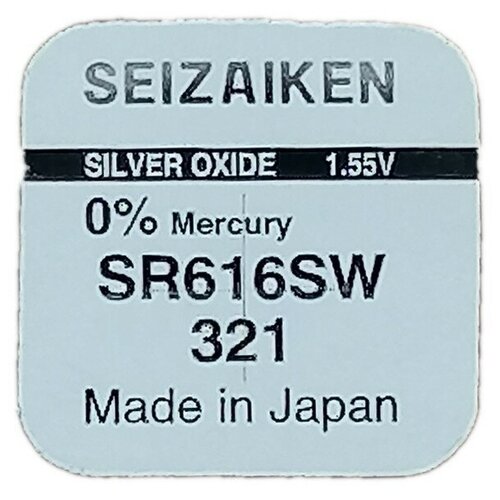 SEIZAIKEN
SILVER OXIDE 1.55V
0% Mercury
SR616SW
321
Made in Japan